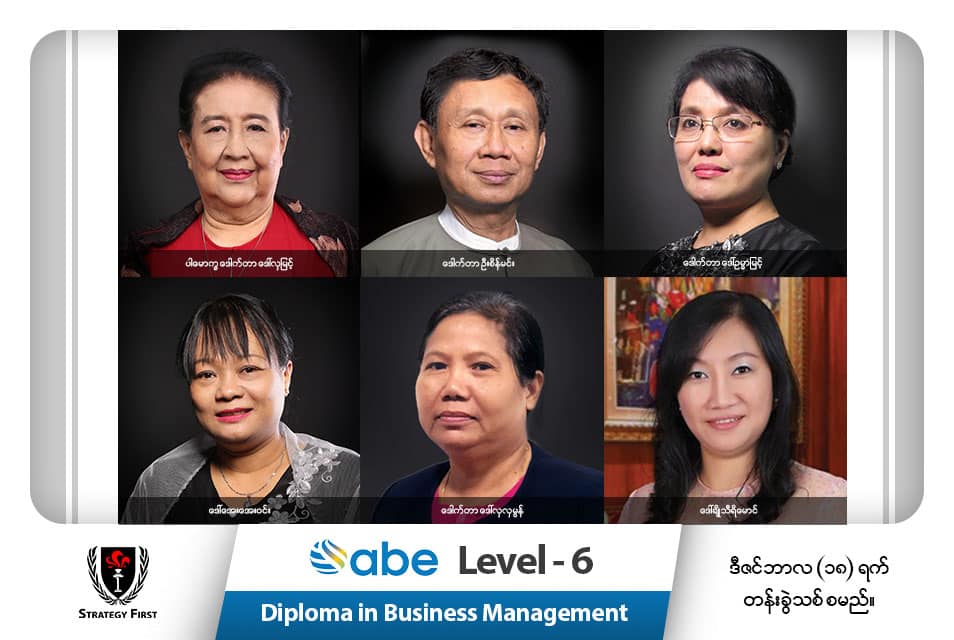 ပါမောက္ခ ဒေါက်တာ ဒေါ်လှမြင့်
ဒေါက်တာ ဦးစိန်မင်း
ဒေါက်တာ ဒေါ်ဥမ္မာမြင့်
ဒေါ်အေးအေးဝင်း
ဒေါက်တာ ဒေါ်လှလှမွန်
ဒေါ်ချိုသီရိမောင်
abe Level - 6
Diploma in Business Management
STRATEGY FIRST
ဒီဇင်ဘာလ (၁၈) ရက်
တန်းခွဲသစ် စမည်။